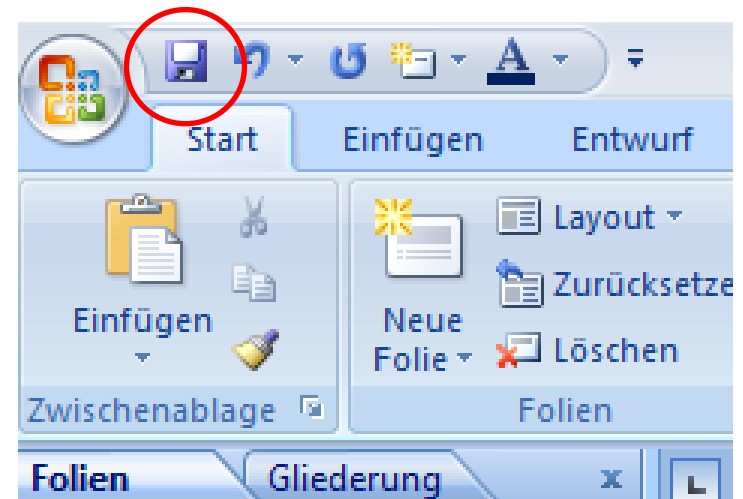 Start Einfügen Entwurf
Layout
Zurücksetze
Einfügen Neue
Folie Löschen
Zwischenablage Folien
Folien Gliederung x